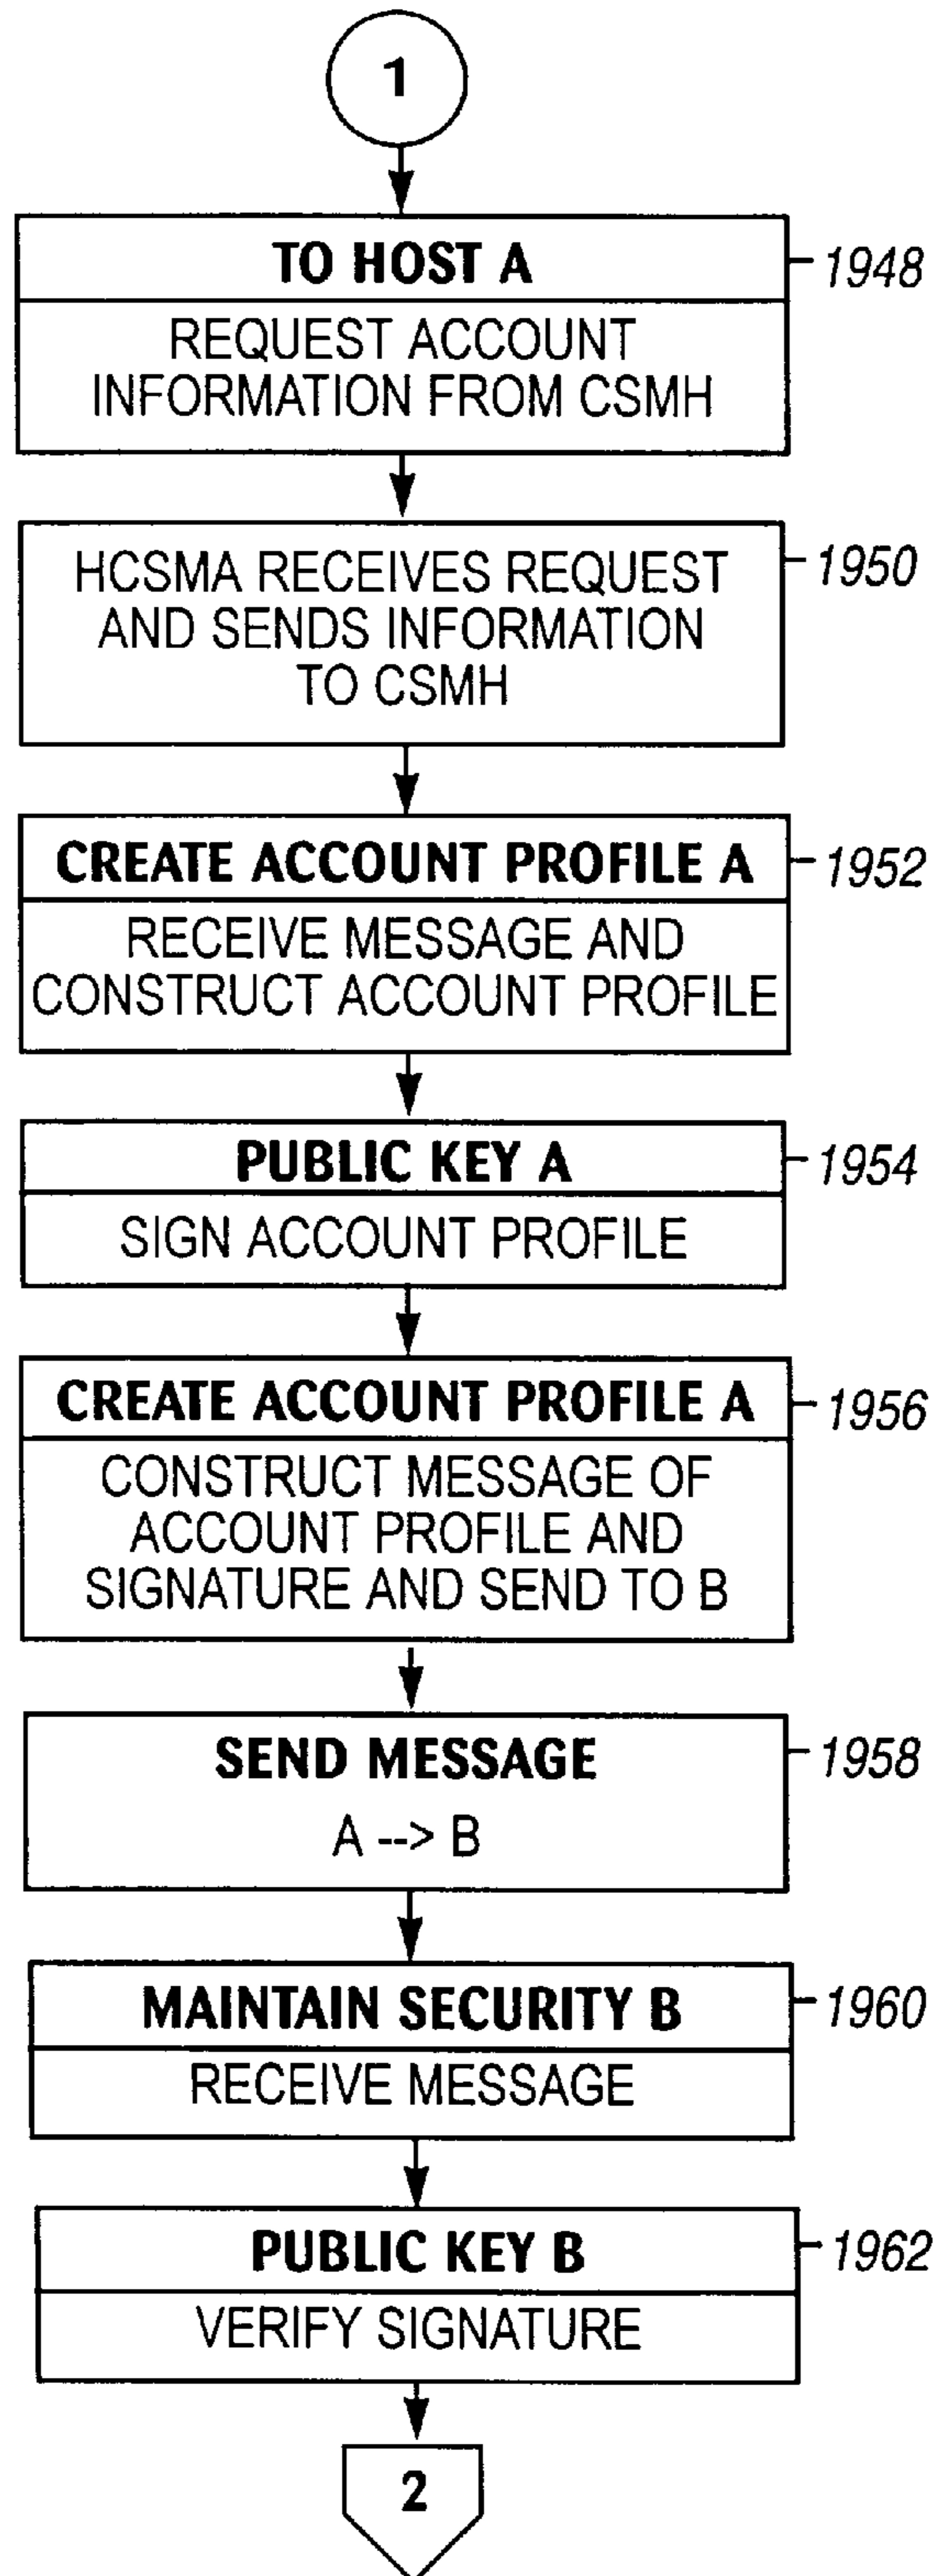 1
TO HOST A
1948
REQUEST ACCOUNT
INFORMATION FROM CSMH
HCSMA RECEIVES REQUEST
1950
AND SENDS INFORMATION
TO CSMH
CREATE ACCOUNT PROFILE A
1952
RECEIVE MESSAGE AND
CONSTRUCT ACCOUNT PROFILE
PUBLIC KEY A
1954
SIGN ACCOUNT PROFILE
CREATE ACCOUNT PROFILE A
1956
CONSTRUCT MESSAGE OF
ACCOUNT PROFILE AND
SIGNATURE AND SEND TO B
SEND MESSAGE
1958
A --> B
MAINTAIN SECURITY B
1960
RECEIVE MESSAGE
PUBLIC KEY B
1962
VERIFY SIGNATURE
2